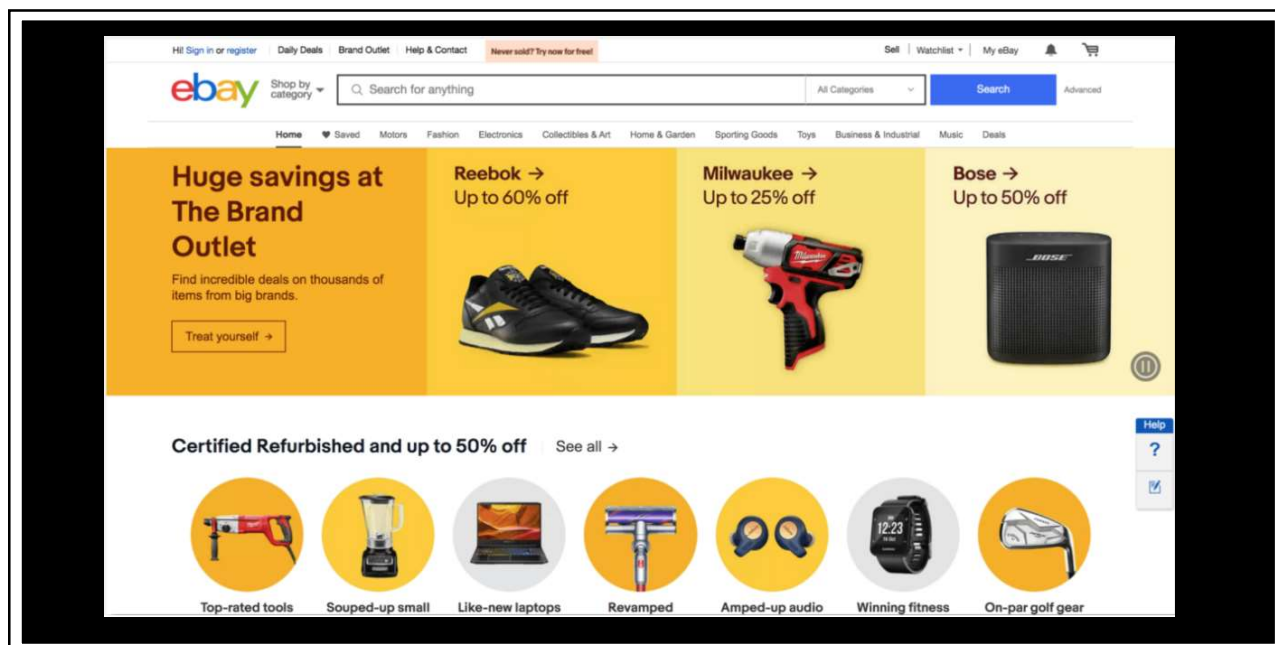 Hi! Sign in or register Daily Deals Brand Outlet Help & Contact Never sold? Try now for free! Sell Watchlist My eBay
ebay Shop by category Search for anything All Categories Search Advanced
Home Saved Motors Fashion Electronics Collectibles & Art Home & Garden Sporting Goods Toys Business & Industrial Music Deals
Huge savings at
The Brand
Outlet
Find incredible deals on thousands of
items from big brands.
Treat yourself →
Reebok →
Up to 60% off
Milwaukee →
Up to 25% off
Milwaukee
Bose →
Up to 50% off
BOSE
Help
?
Certified Refurbished and up to 50% off See all →
12:23
Top-rated tools Souped-up small Like-new laptops Revamped Amped-up audio Winning fitness On-par golf gear